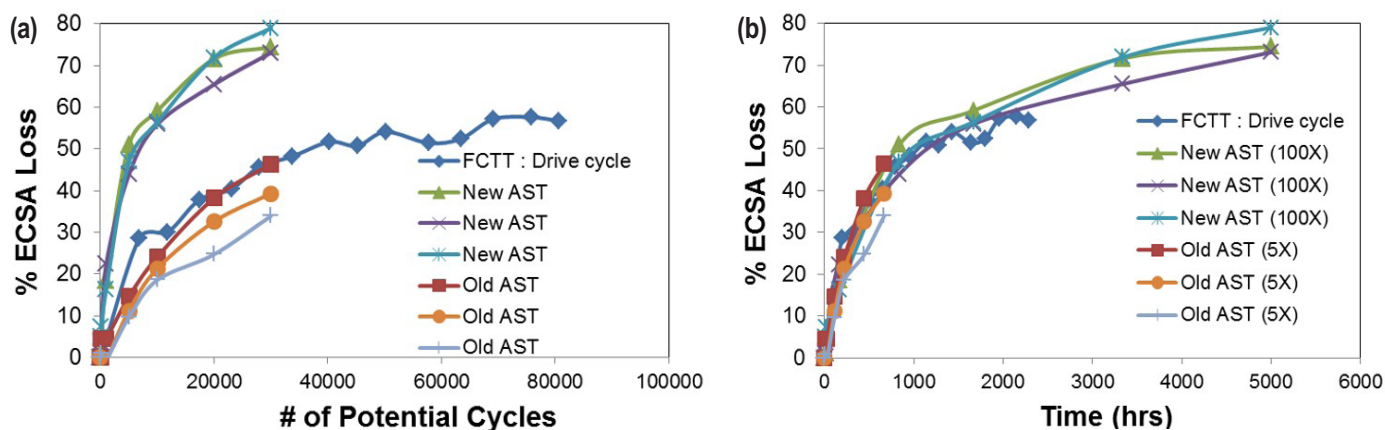 (a)
% ECSA Loss
80
70
60
50
40
30
20
10
0
0
20000
40000
60000
80000
100000
# of Potential Cycles
FCTT : Drive cycle
New AST
New AST
New AST
Old AST
Old AST
Old AST
(b)
% ECSA Loss
80
70
60
50
40
30
20
10
0
0
1000
2000
3000
4000
5000
6000
Time (hrs)
FCTT : Drive cycle
New AST (100X)
New AST (100X)
New AST (100X)
Old AST (5X)
Old AST (5X)
Old AST (5X)